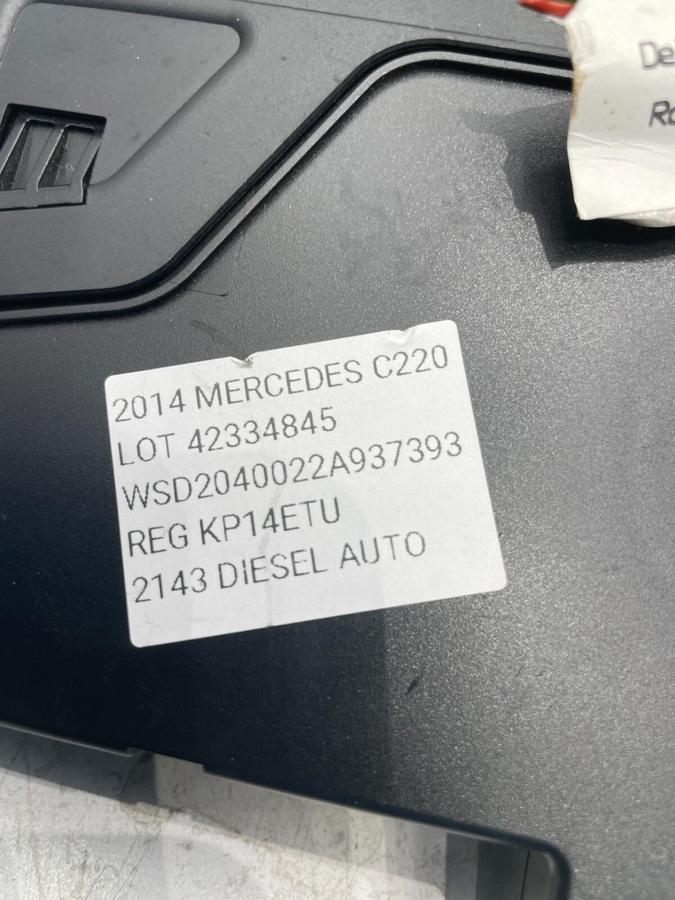 2014 MERCEDES C220
LOT 42334845
WSD2040022A937393
REG KP14ETU
2143 DIESEL AUTO